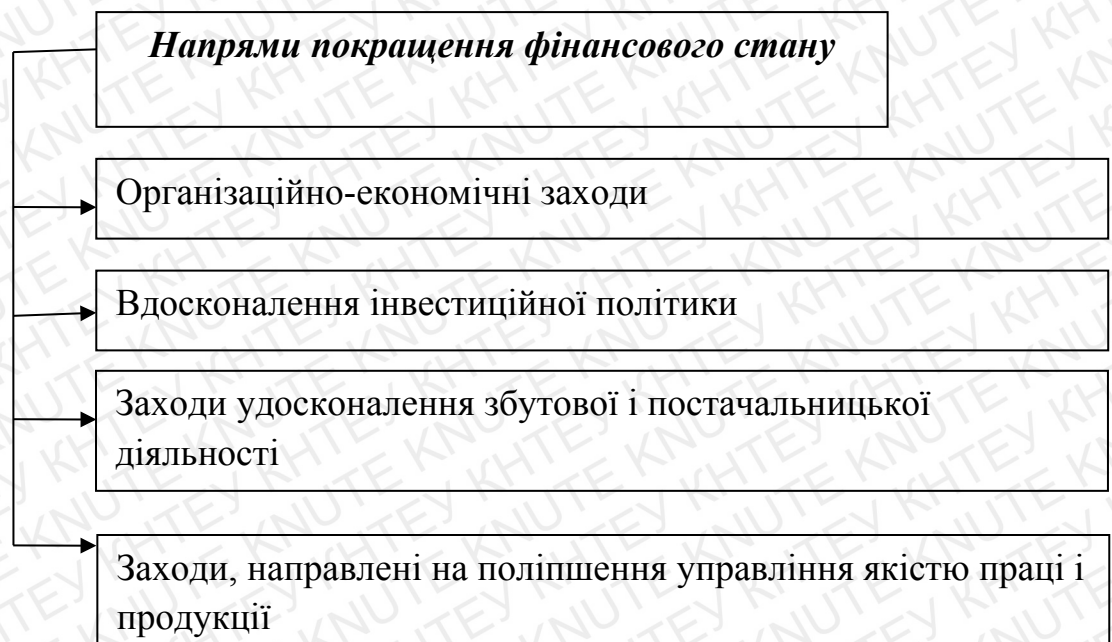 Напрями покращення фінансового стану
Організаційно-економічні заходи
Вдосконалення інвестиційної політики
Заходи удосконалення збутової і постачальницької
діяльності
Заходи, направлені на поліпшення управління якістю праці і
продукції